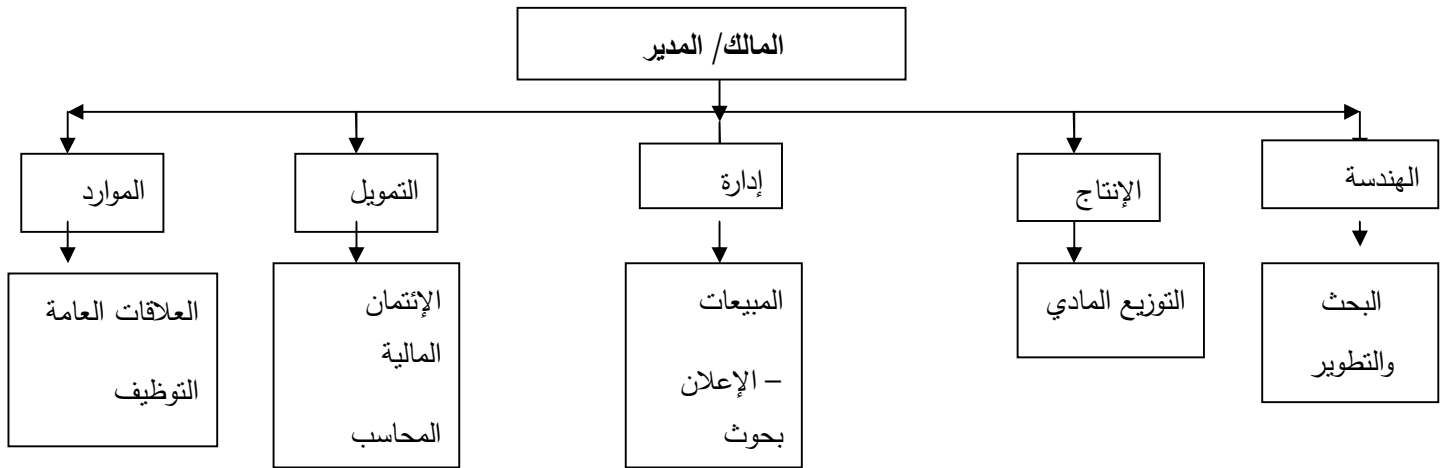 المالك/ المدير
الهندسة
الإنتاج
إدارة
التمويل
الموارد
البحث
والتطوير
التوزيع المادي
المبيعات
– الإعلان
بحوث
الإئتمان
المالية
المحاسب
العلاقات العامة
التوظيف